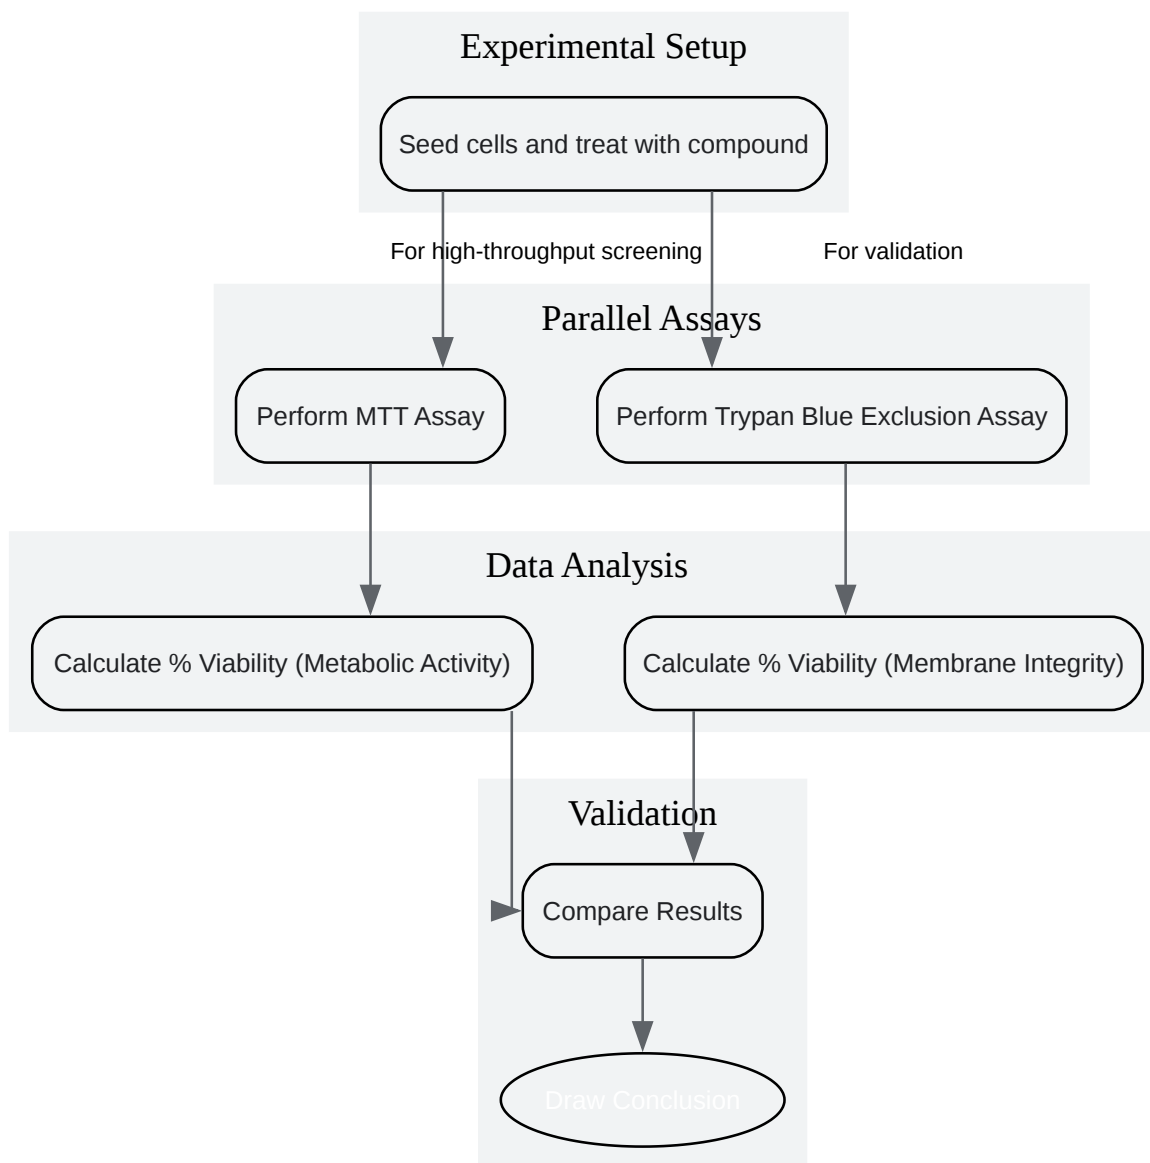 Experimental Setup
Seed cells and treat with compound
For high-throughput screening
For validation
Parallel Assays
Perform MTT Assay
Perform Trypan Blue Exclusion Assay
Data Analysis
Calculate % Viability (Metabolic Activity)
Calculate % Viability (Membrane Integrity)
Validation
Compare Results
Draw Conclusion